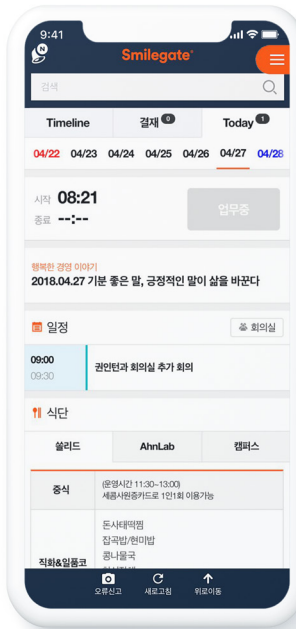 9:41
N
Smilegate
검색
Timeline 결재 0 Today 1
04/22 04/23 04/24 04/25 04/26 04/27 04/28
시작 08:21
종료 --:--
업무중
행복한 경영 이야기
2018.04.27 기분 좋은 말, 긍정적인 말이 삶을 바꾼다
일정
회의실
09:00
09:30
권인턴과 회의실 추가 회의
식단
쏠리드 AhnLab 캠퍼스
중식
(운영시간 11:30~13:00)
세콤사원증카드로 1인1회 이용가능
직화&일품코
돈사태떡찜
잡곡밥/현미밥
콩나물국
오류신고 새로고침 위로이동